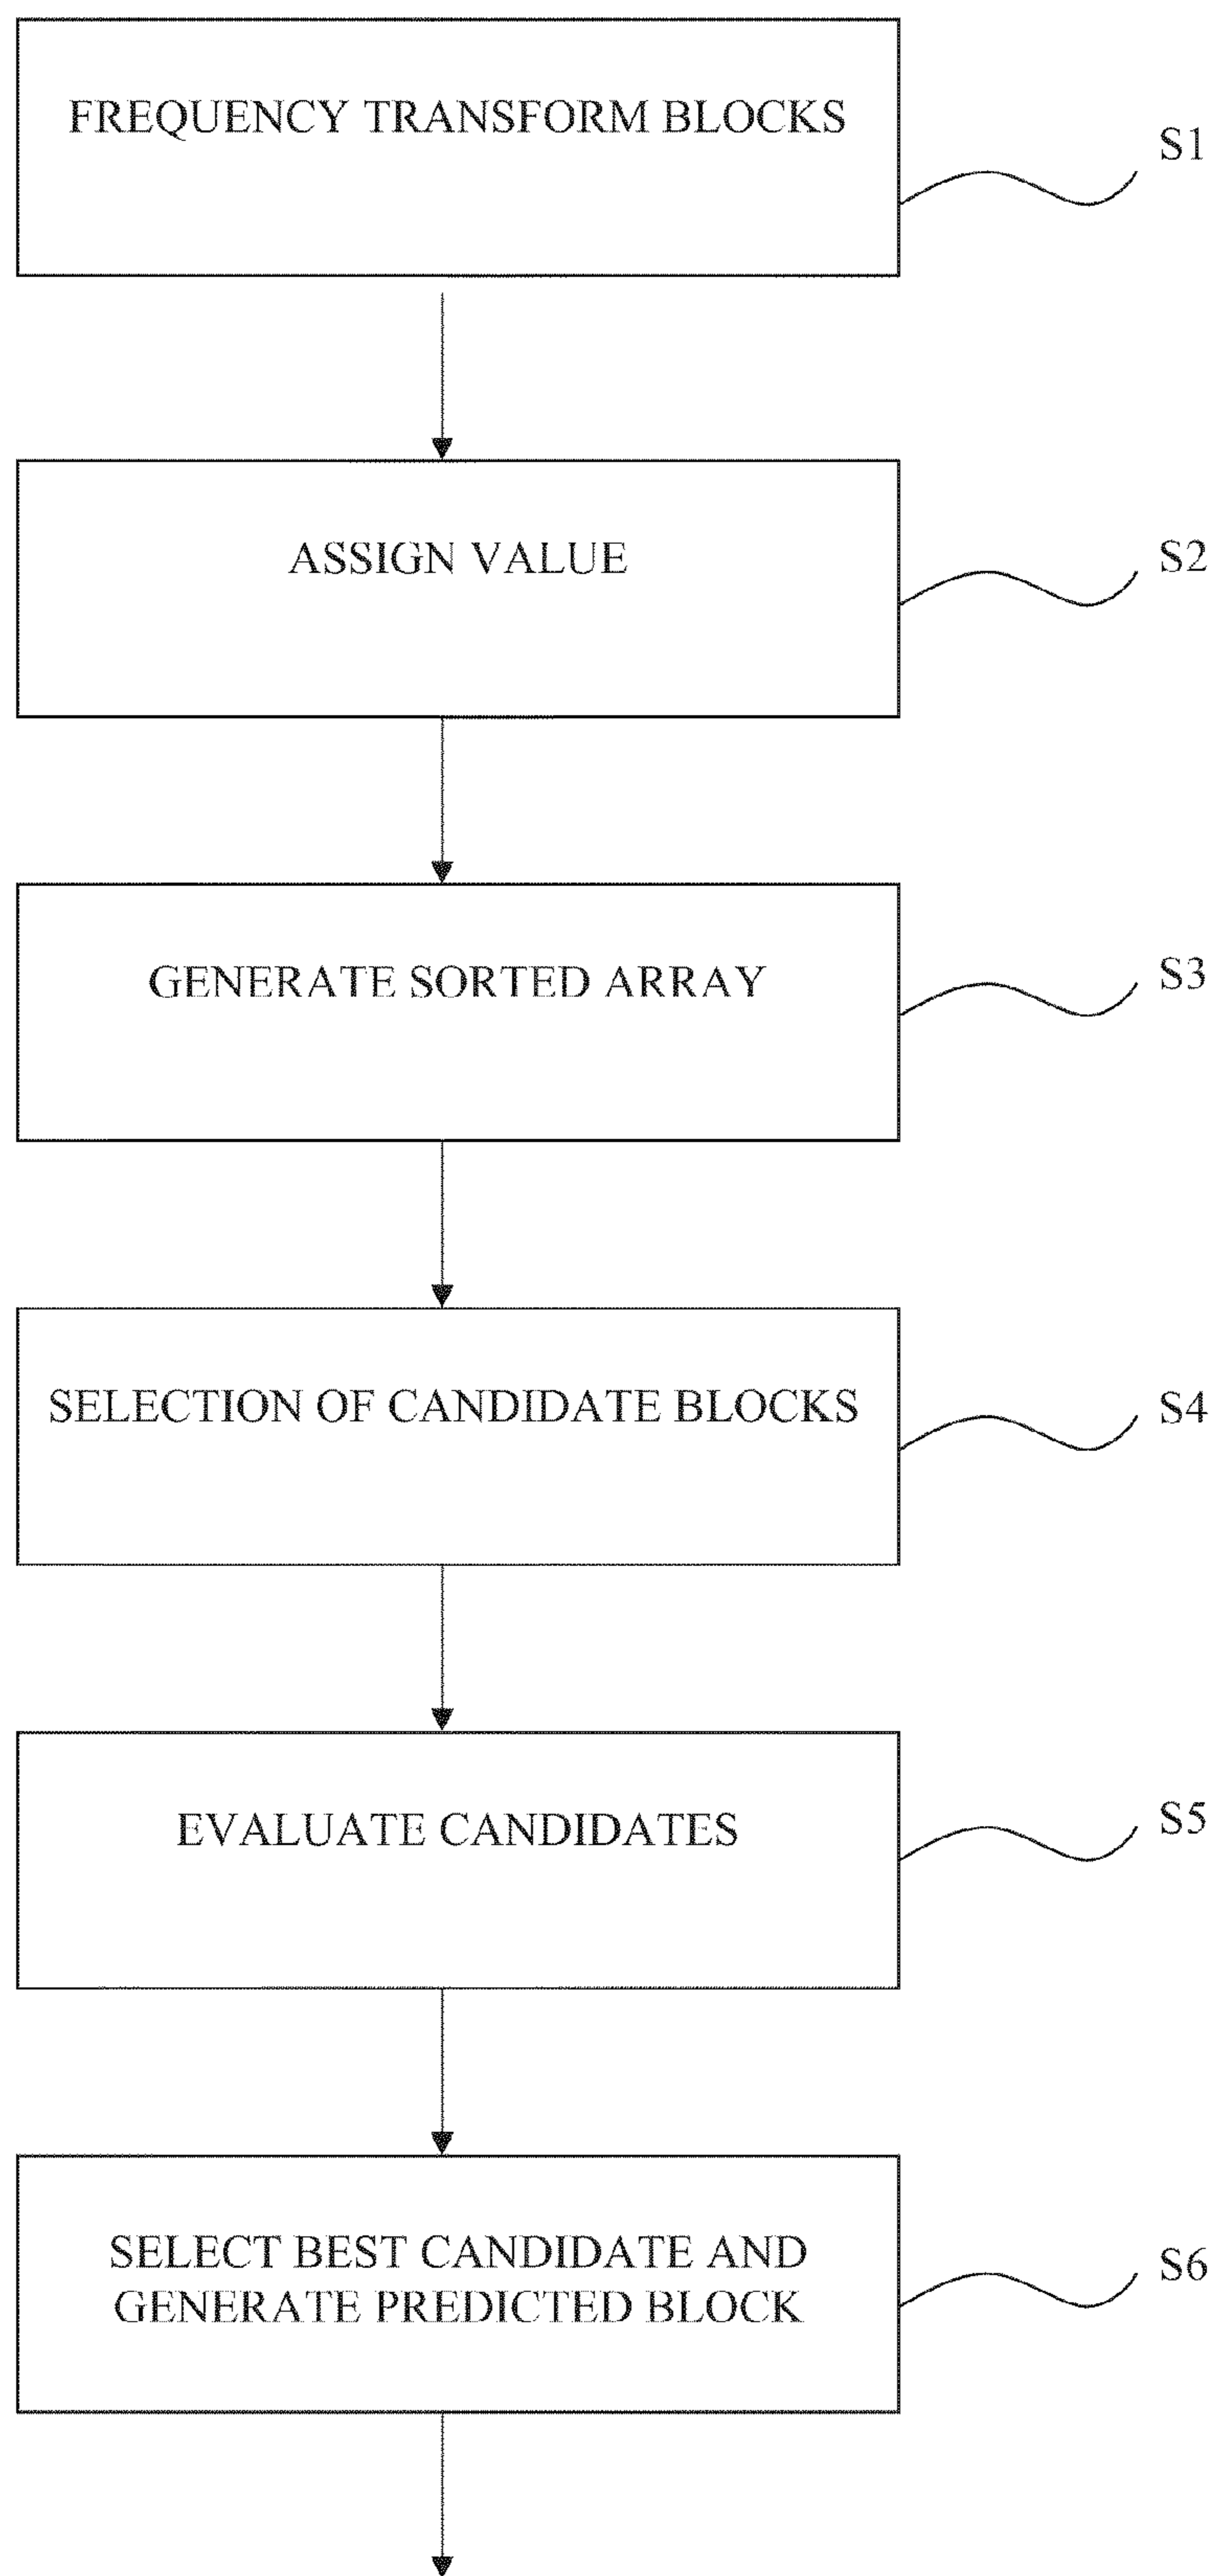 FREQUENCY TRANSFORM BLOCKS
S1
ASSIGN VALUE
S2
GENERATE SORTED ARRAY
S3
SELECTION OF CANDIDATE BLOCKS
S4
EVALUATE CANDIDATES
S5
SELECT BEST CANDIDATE AND
GENERATE PREDICTED BLOCK
S6